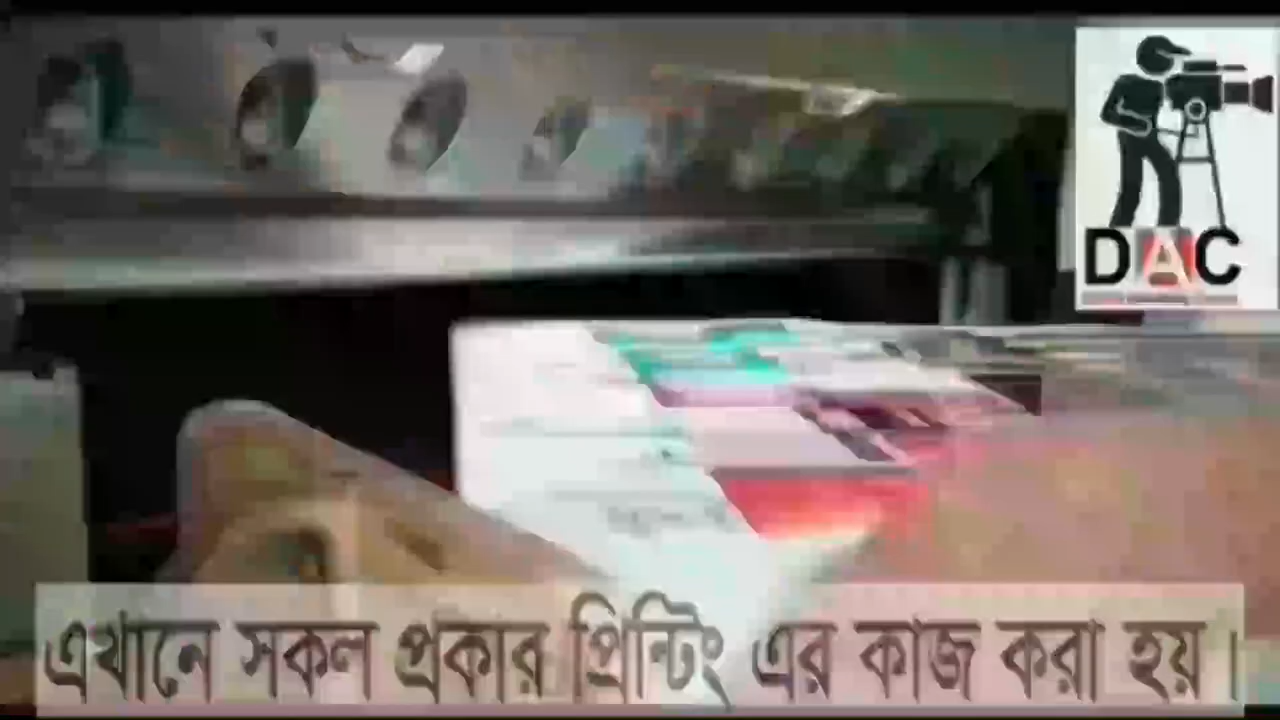 DAC
এখানে সকল প্রকার প্রিন্টিং এর কাজ করা হয়।